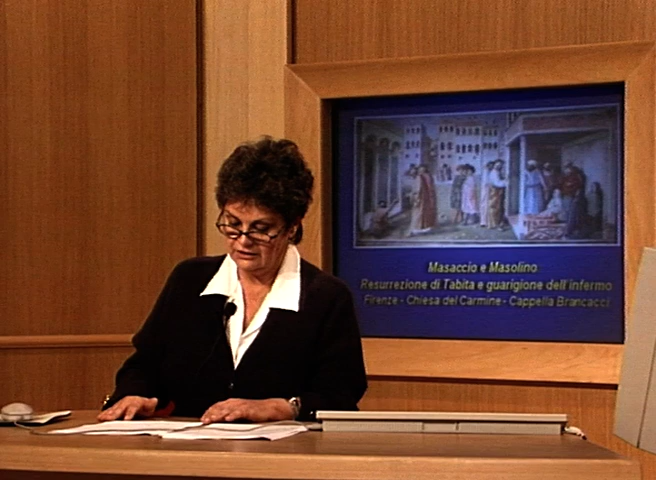 Masaccio e Masolino
Resurrezione di Tabita e guarigione dell'infermo
Firenze - Chiesa del Carmine - Cappella Brancacci